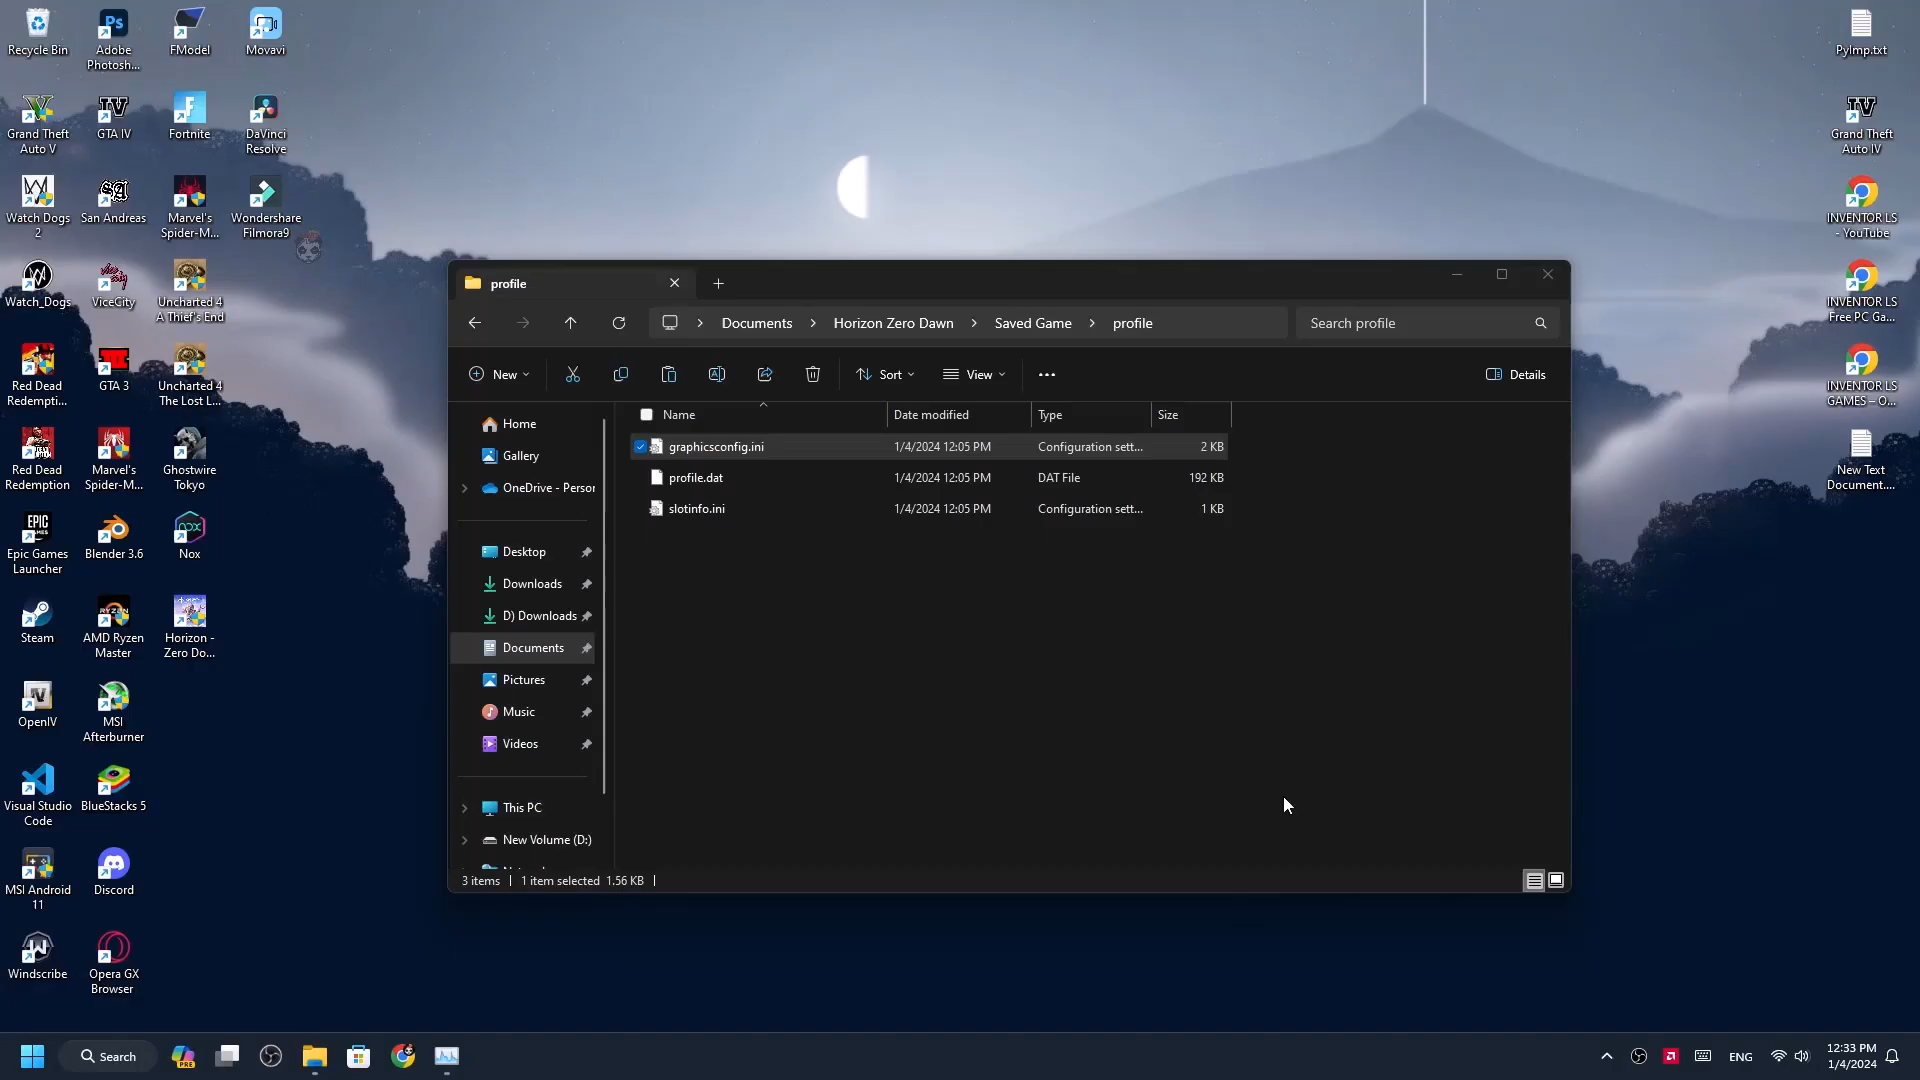 Recycle Bin
Adobe
Photosh...
FModel
Movavi
PyImp.txt
Grand Theft
Auto V
GTA IV
Fortnite
DaVinci
Resolve
Grand Theft
Auto IV
Watch Dogs
2
San Andreas
Marvel's
Spider-M...
Wondershare
Filmora9
INVENTOR LS
- YouTube
Watch_Dogs
ViceCity
Uncharted 4
A Thief's End
INVENTOR LS
Free PC Ga...
Red Dead
Redempti...
GTA 3
Uncharted 4
The Lost L...
INVENTOR LS
GAMES – O...
Red Dead
Redemption
Marvel's
Spider-M...
Ghostwire
Tokyo
New Text
Document....
Epic Games
Launcher
Blender 3.6
Nox
Steam
AMD Ryzen
Master
Horizon -
Zero Do...
OpenIV
MSI
Afterburner
Visual Studio
Code
BlueStacks 5
MSI Android
11
Discord
Windscribe
Opera GX
Browser
profile
Documents > Horizon Zero Dawn > Saved Game > profile
Search profile
New
Sort
View
Details
Name Date modified Type Size
graphicsconfig.ini 1/4/2024 12:05 PM Configuration sett... 2 KB
profile.dat 1/4/2024 12:05 PM DAT File 192 KB
slotinfo.ini 1/4/2024 12:05 PM Configuration sett... 1 KB
Home
Gallery
OneDrive - Person
Desktop
Downloads
D) Downloads
Documents
Pictures
Music
Videos
This PC
New Volume (D:)
3 items | 1 item selected 1,56 KB |
Search
ENG
12:33 PM
1/4/2024